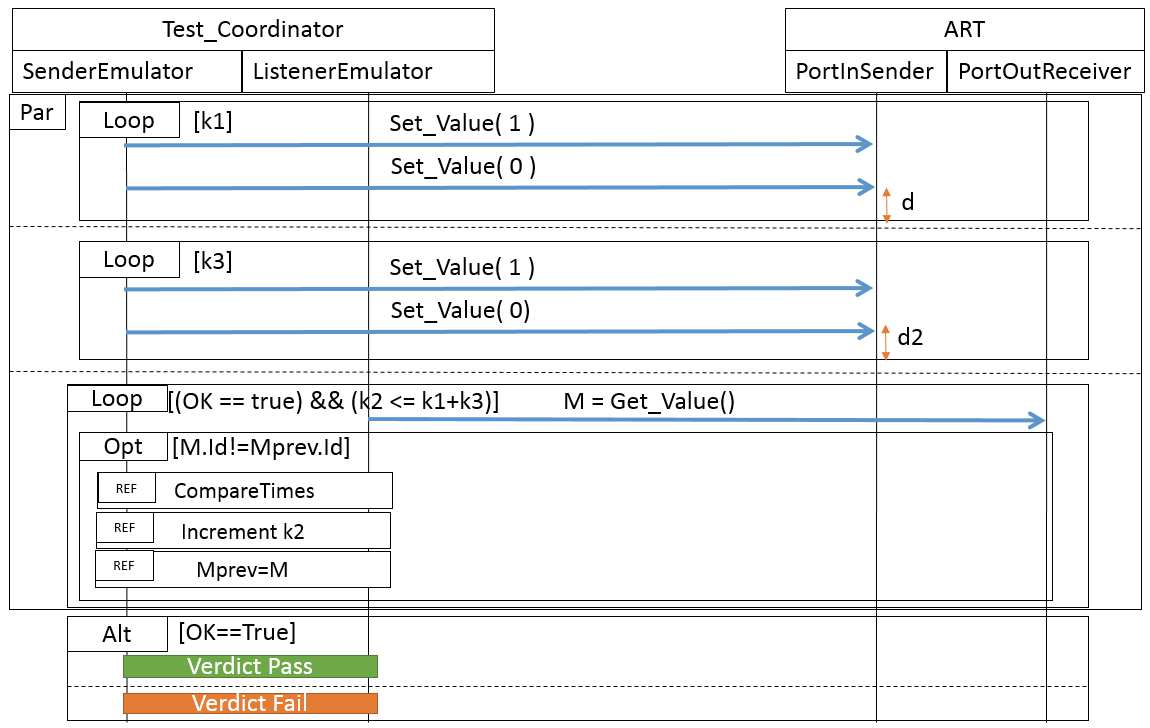 Test_Coordinator
ART
SenderEmulator
ListenerEmulator
PortInSender
PortOutReceiver
Par
Loop
[k1]
Set_Value( 1 )
Set_Value( 0 )
d
Loop
[k3]
Set_Value( 1 )
Set_Value( 0)
d2
Loop
[(OK == true) && (k2 <= k1+k3)]
M = Get_Value()
Opt
[M.Id!=Mprev.Id]
REF
CompareTimes
REF
Increment k2
REF
Mprev=M
Alt
[OK==True]
Verdict Pass
Verdict Fail